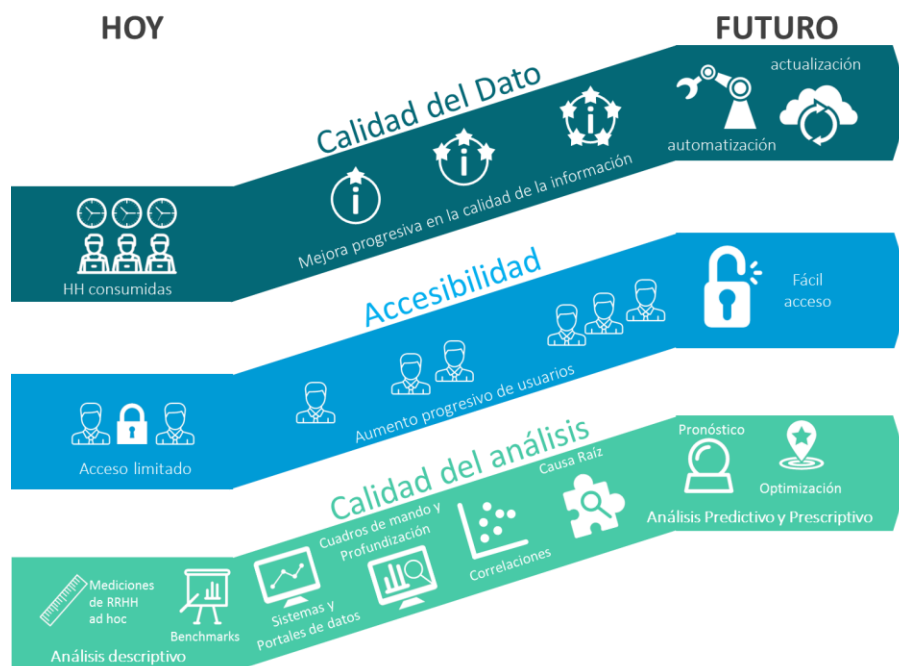 HOY
FUTURO
Calidad del Dato
HH consumidas
Mejora progresiva en la calidad de la información
automatización
actualización
Accesibilidad
Acceso limitado
Aumento progresivo de usuarios
Fácil
acceso
Calidad del análisis
Mediciones
de RRHH
ad hoc
Benchmarks
Análisis descriptivo
Sistemas y
Portales de datos
Cuadros de mando y
Profundización
Correlaciones
Causa Raíz
Pronóstico
Optimización
Análisis Predictivo y Prescriptivo